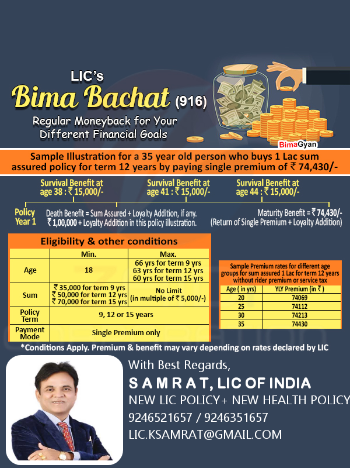 LIC's
Bima Bachat (916)
Regular Moneyback for Your
Different Financial Goals
BimaGyan
Sample Illustration for a 35 year old person who buys 1 Lac sum
assured policy for term 12 years by paying single premium of ₹ 74,430/-
Survival Benefit at
age 38 : ₹ 15,000/-
Survival Benefit at
age 41 : ₹ 15,000/-
Survival Benefit at
age 44 : ₹ 15,000/-
Policy
Year 1
Death Benefit = Sum Assured + Loyalty Addition, if any.
₹ 1,00,000 + Loyalty Addition in this policy illustration.
Maturity Benefit = ₹ 74,430/-
(Return of Single Premium + Loyalty Addition)
Eligibility & other conditions
Min. Max.
Age 18 66 yrs for term 9 yrs
63 yrs for term 12 yrs
60 yrs for term 15 yrs
Sum ₹ 35,000 for term 9 yrs
₹ 50,000 for term 12 yrs
₹ 70,000 for term 15 yrs
No Limit
(in multiple of ₹ 5,000/-)
Policy
Term
9, 12 or 15 years
Payment
Mode
Single Premium only
Sample Premium rates for different age
groups for sum assured 1 Lac for term 12 years
without rider premium or service tax
Age ( in yrs) YLY Premium (in ₹ )
20 74069
25 74112
30 74213
35 74430
*Conditions Apply. Premium & benefit may vary depending on rates declared by LIC
With Best Regards,
S A M R A T, LIC OF INDIA
NEW LIC POLICY+ NEW HEALTH POLICY
9246521657 / 9246351657
LIC.KSAMRAT@GMAIL.COM